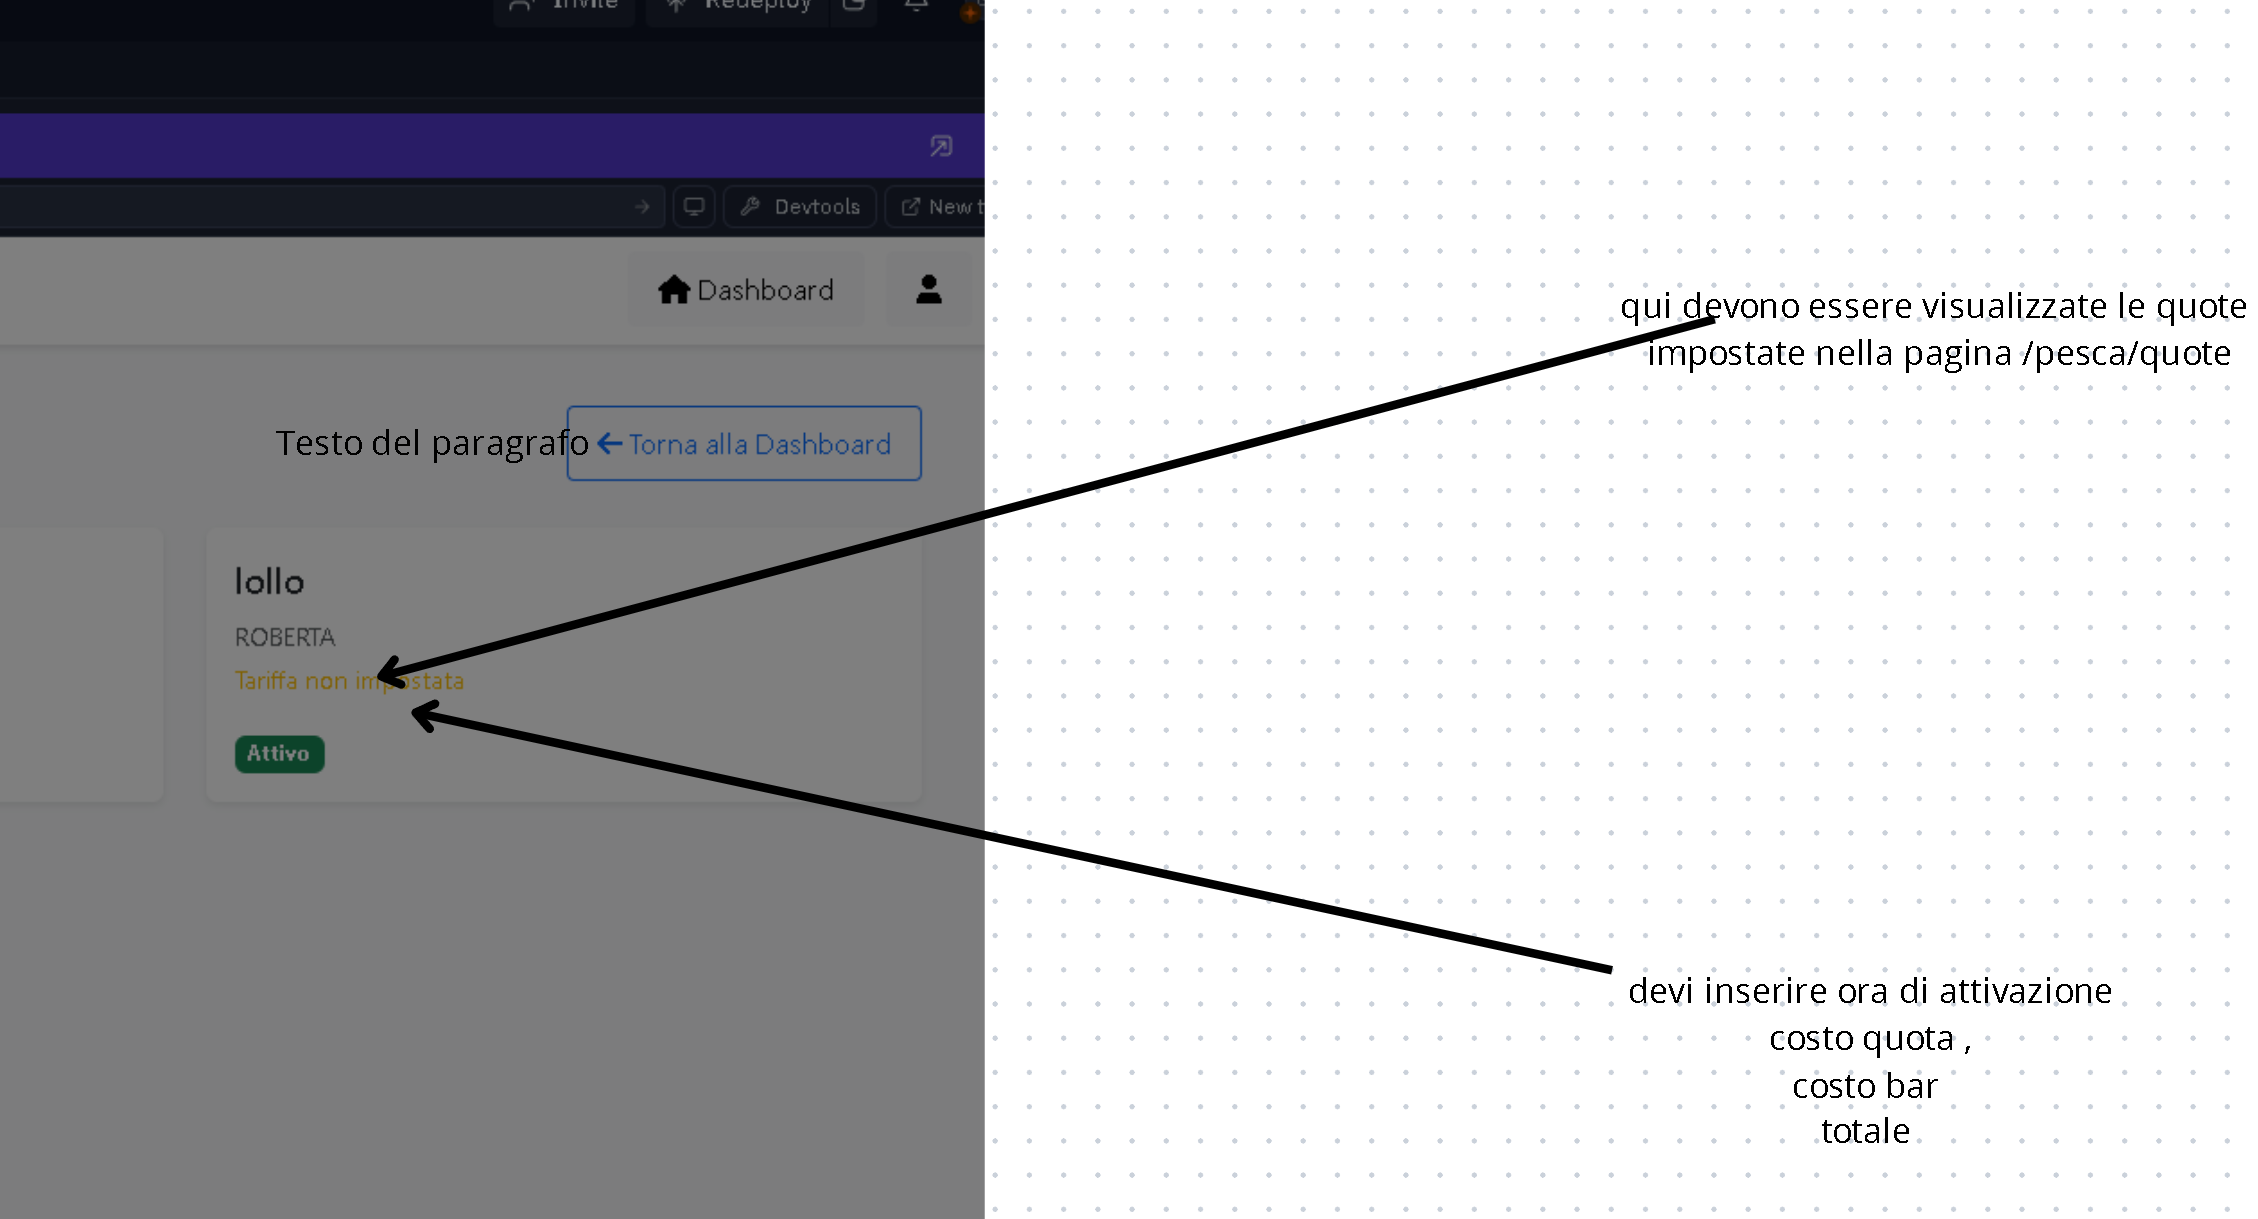 Invite
Redeploy
Devtools
New t
Dashboard
qui devono essere visualizzate le quote
impostate nella pagina /pesca/quote
Testo del paragrafo
Torna alla Dashboard
lollo
ROBERTA
Tariffa non impostata
Attivo
devi inserire ora di attivazione
costo quota ,
costo bar
totale